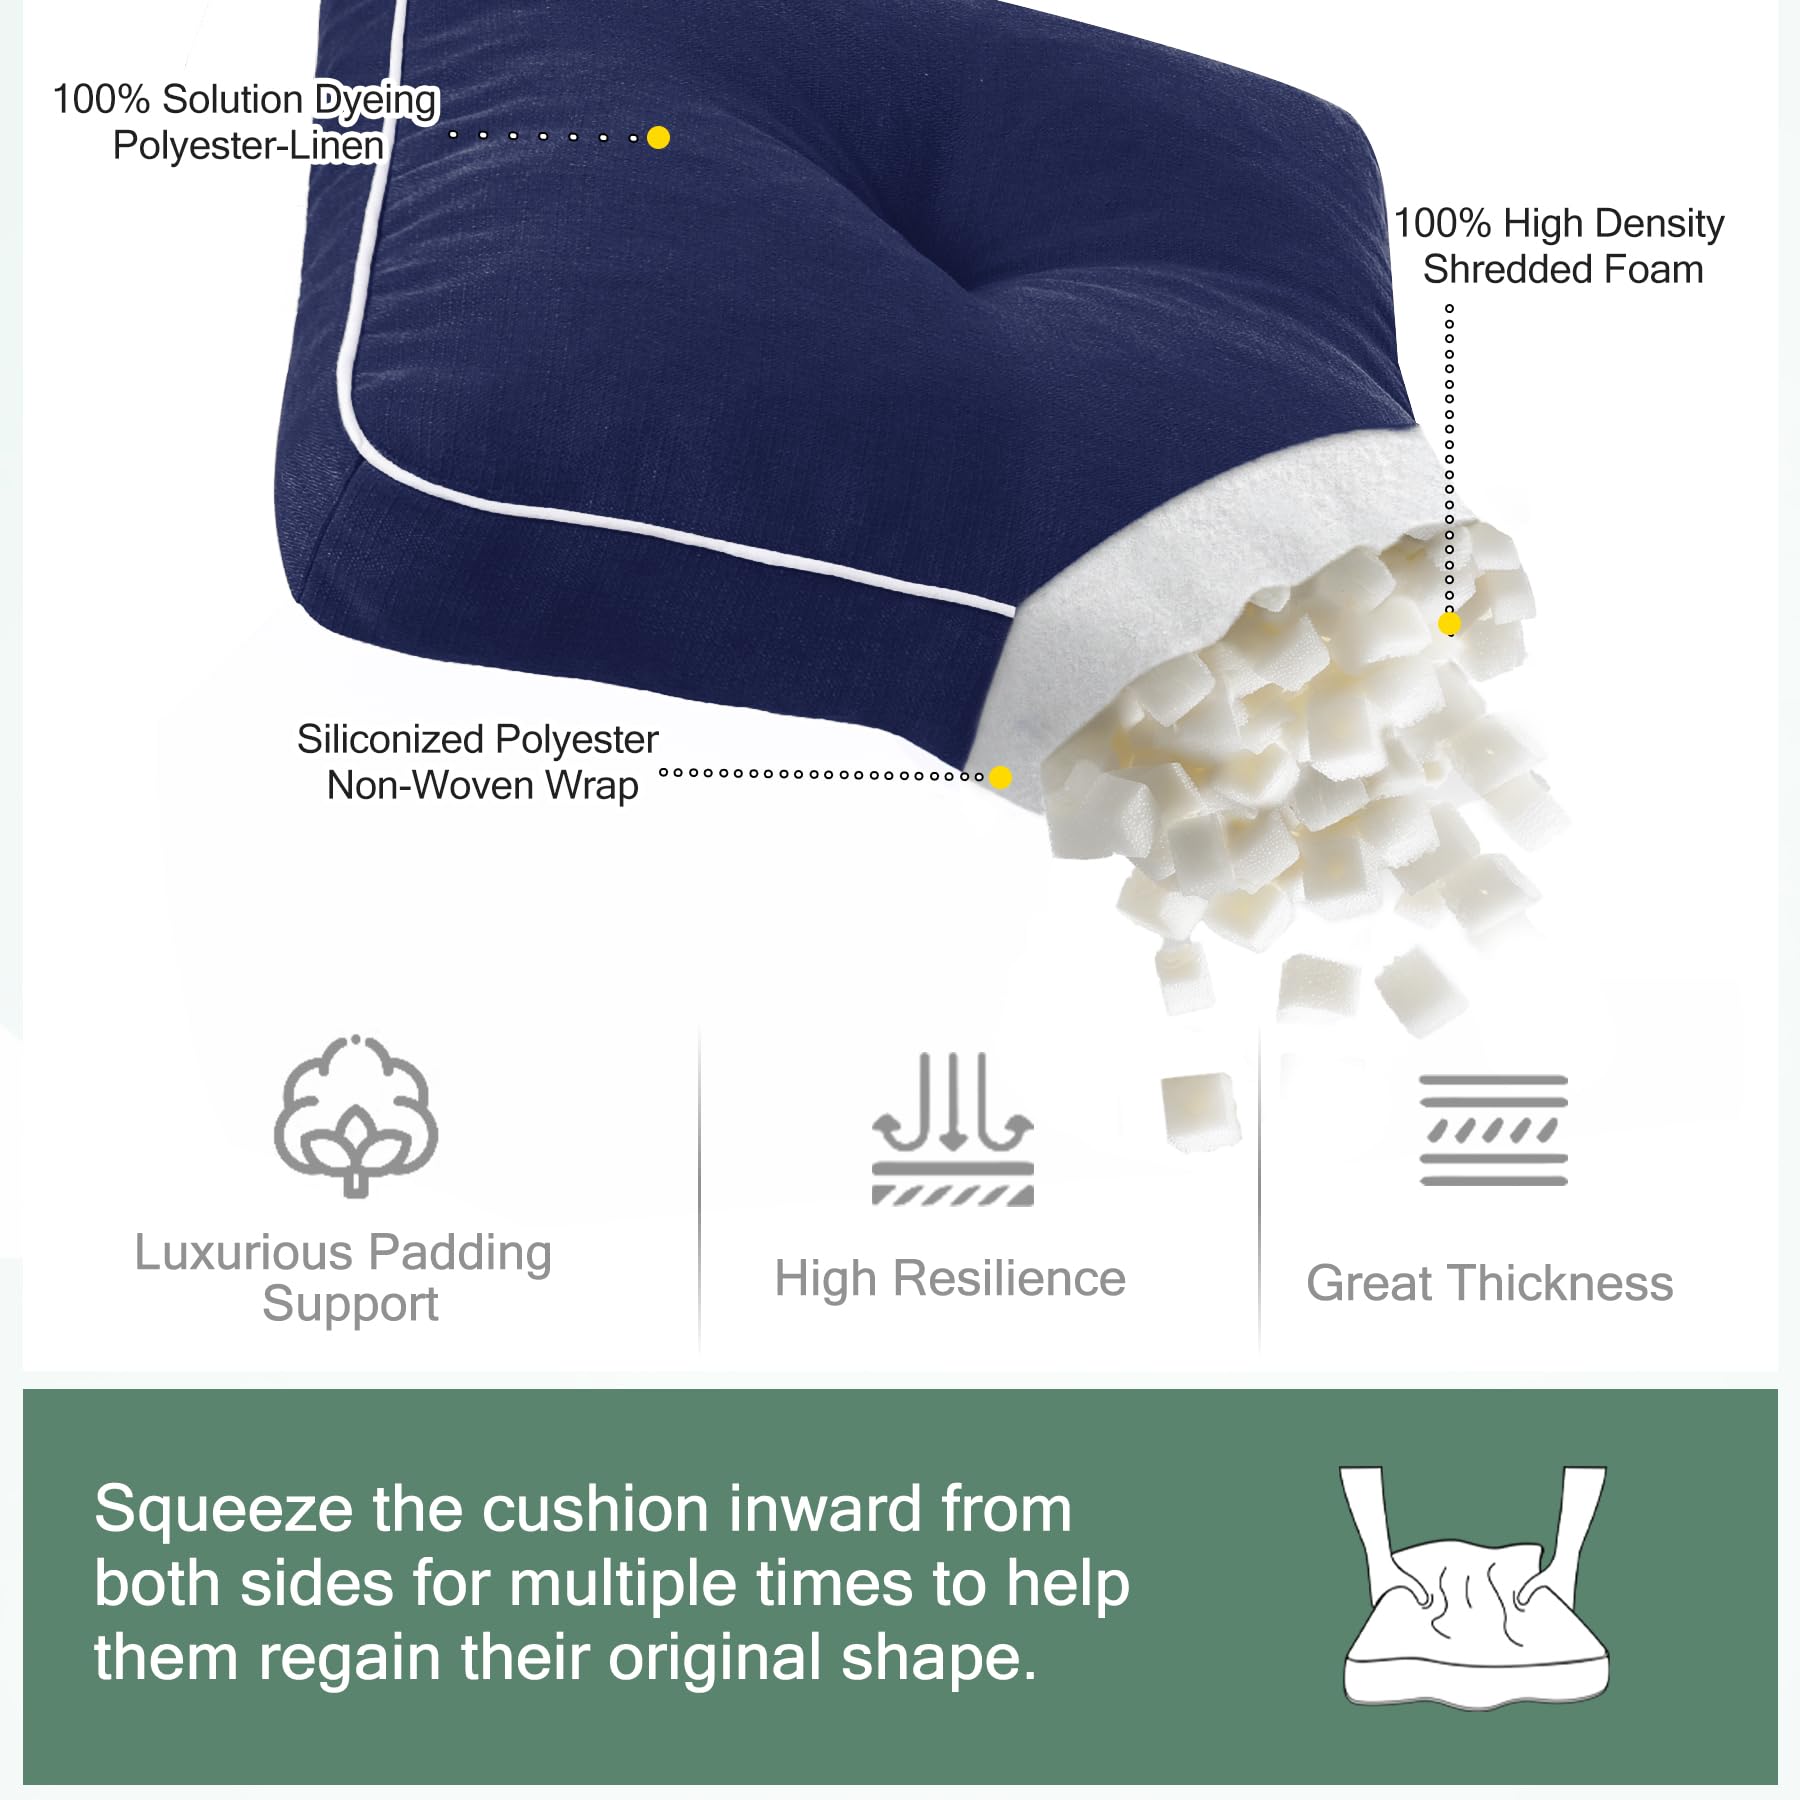 100% Solution Dyeing
Polyester-Linen
100% High Density
Shredded Foam
Siliconized Polyester
Non-Woven Wrap
Luxurious Padding
Support
High Resilience
Great Thickness
Squeeze the cushion inward from
both sides for multiple times to help
them regain their original shape.